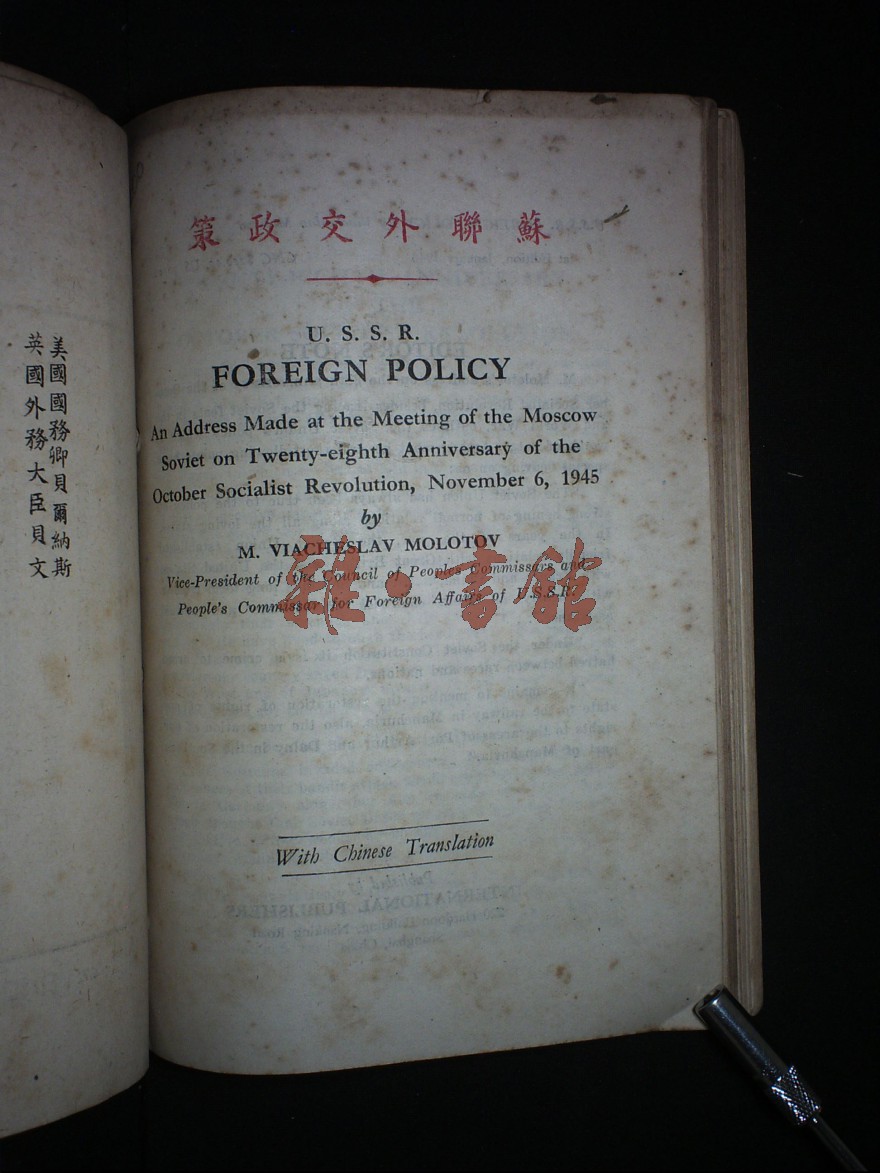 美國國務卿貝爾納斯
英國外務大臣貝文
蘇聯外交政策
U. S. S. R.
FOREIGN POLICY
An Address Made at the Meeting of the Moscow
Soviet on Twenty-eighth Anniversary of the
October Socialist Revolution, November 6, 1945
by
M. VIACHESLAV MOLOTOV
Vice-President of the Council of People's Commissars and
People's Commissar for Foreign Affairs of U.S.S.R.
雜·書館
With Chinese Translation